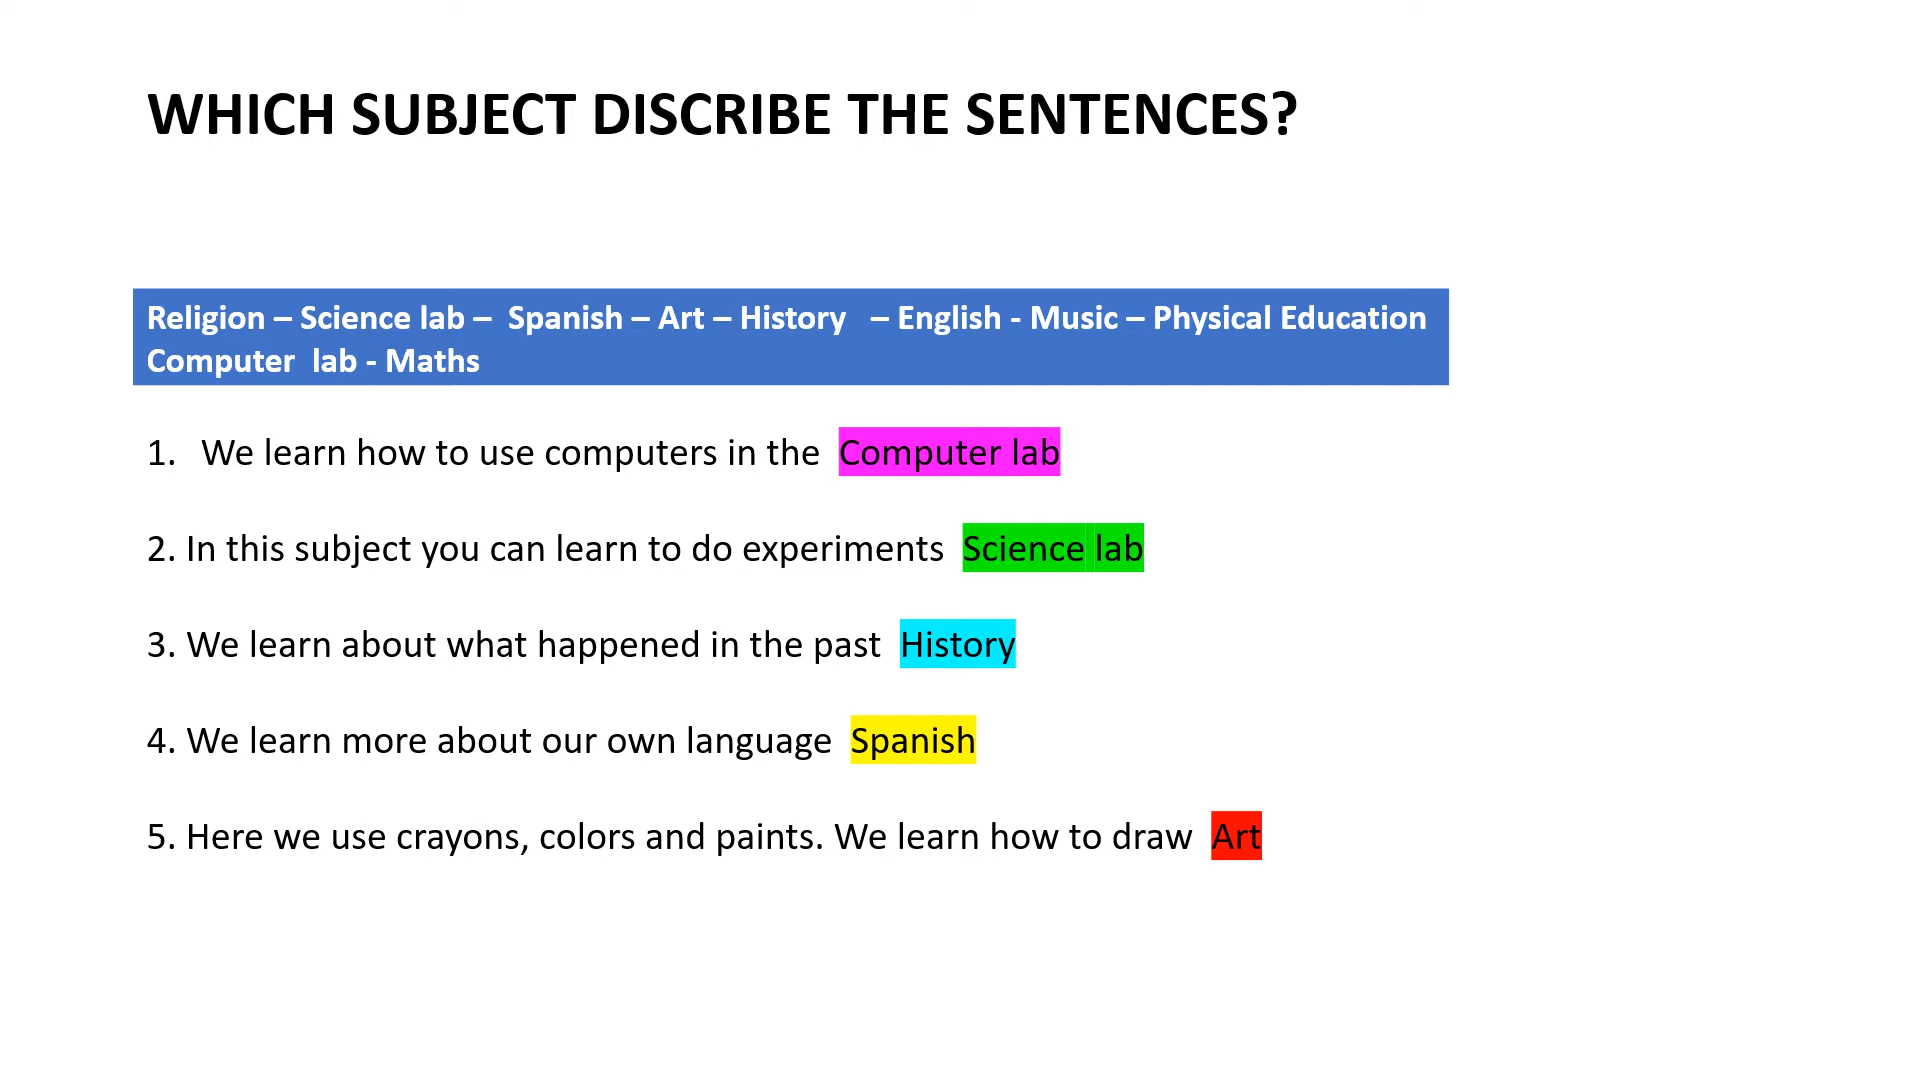 WHICH SUBJECT DISCRIBE THE SENTENCES?
Religion – Science lab – Spanish – Art – History – English - Music – Physical Education
Computer lab - Maths
1. We learn how to use computers in the Computer lab
2. In this subject you can learn to do experiments Science lab
3. We learn about what happened in the past History
4. We learn more about our own language Spanish
5. Here we use crayons, colors and paints. We learn how to draw Art